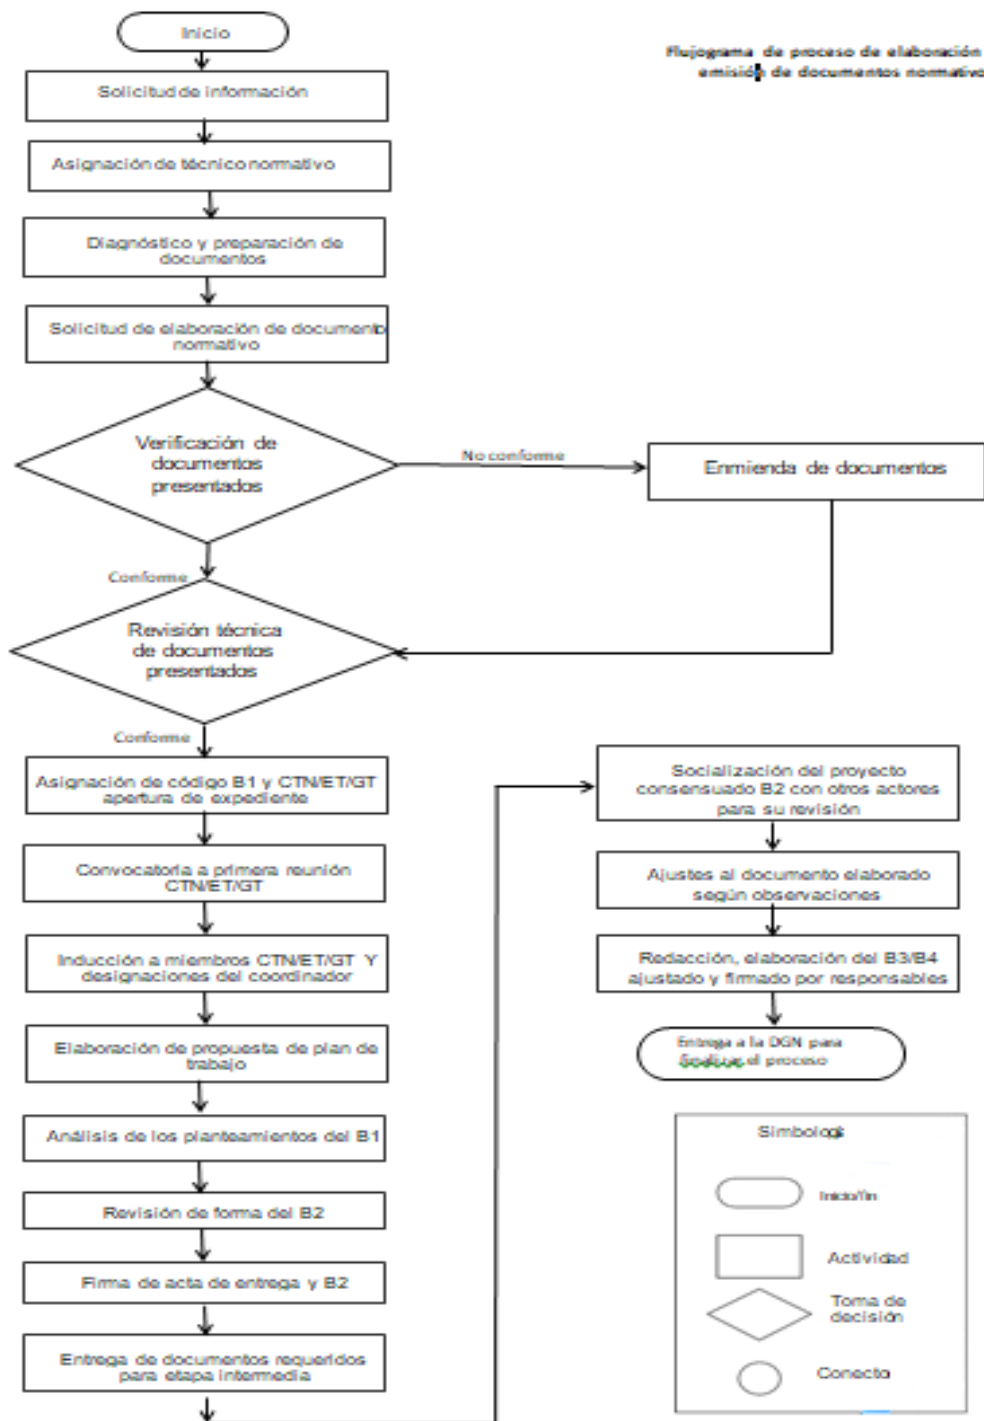 Flujograma de proceso de elaboración
emisión de documentos normativo
Inicio
Solicitud de información
Asignación de técnico normativo
Diagnóstico y preparación de
documentos
Solicitud de elaboración de documento
normativo
Verificación de
documentos
presentados
No conforme
Enmienda de documentos
Conforme
Revisión técnica
de documentos
presentados
Conforme
Asignación de código B1 y CTN/ET/GT
apertura de expediente
Convocatoria a primera reunión
CTN/ET/GT
Inducción a miembros CTN/ET/GT Y
designaciones del coordinador
Elaboración de propuesta de plan de
trabajo
Análisis de los planteamientos del B1
Revisión de forma del B2
Firma de acta de entrega y B2
Entrega de documentos requeridos
para etapa intermedia
Socialización del proyecto
consensuado B2 con otros actores
para su revisión
Ajustes al documento elaborado
según observaciones
Redacción, elaboración del B3/B4
ajustado y firmado por responsables
Entrega a la DGN para
finalizar el proceso
Simbologí
Inicio/fin
Actividad
Toma de
decisión
Conecto